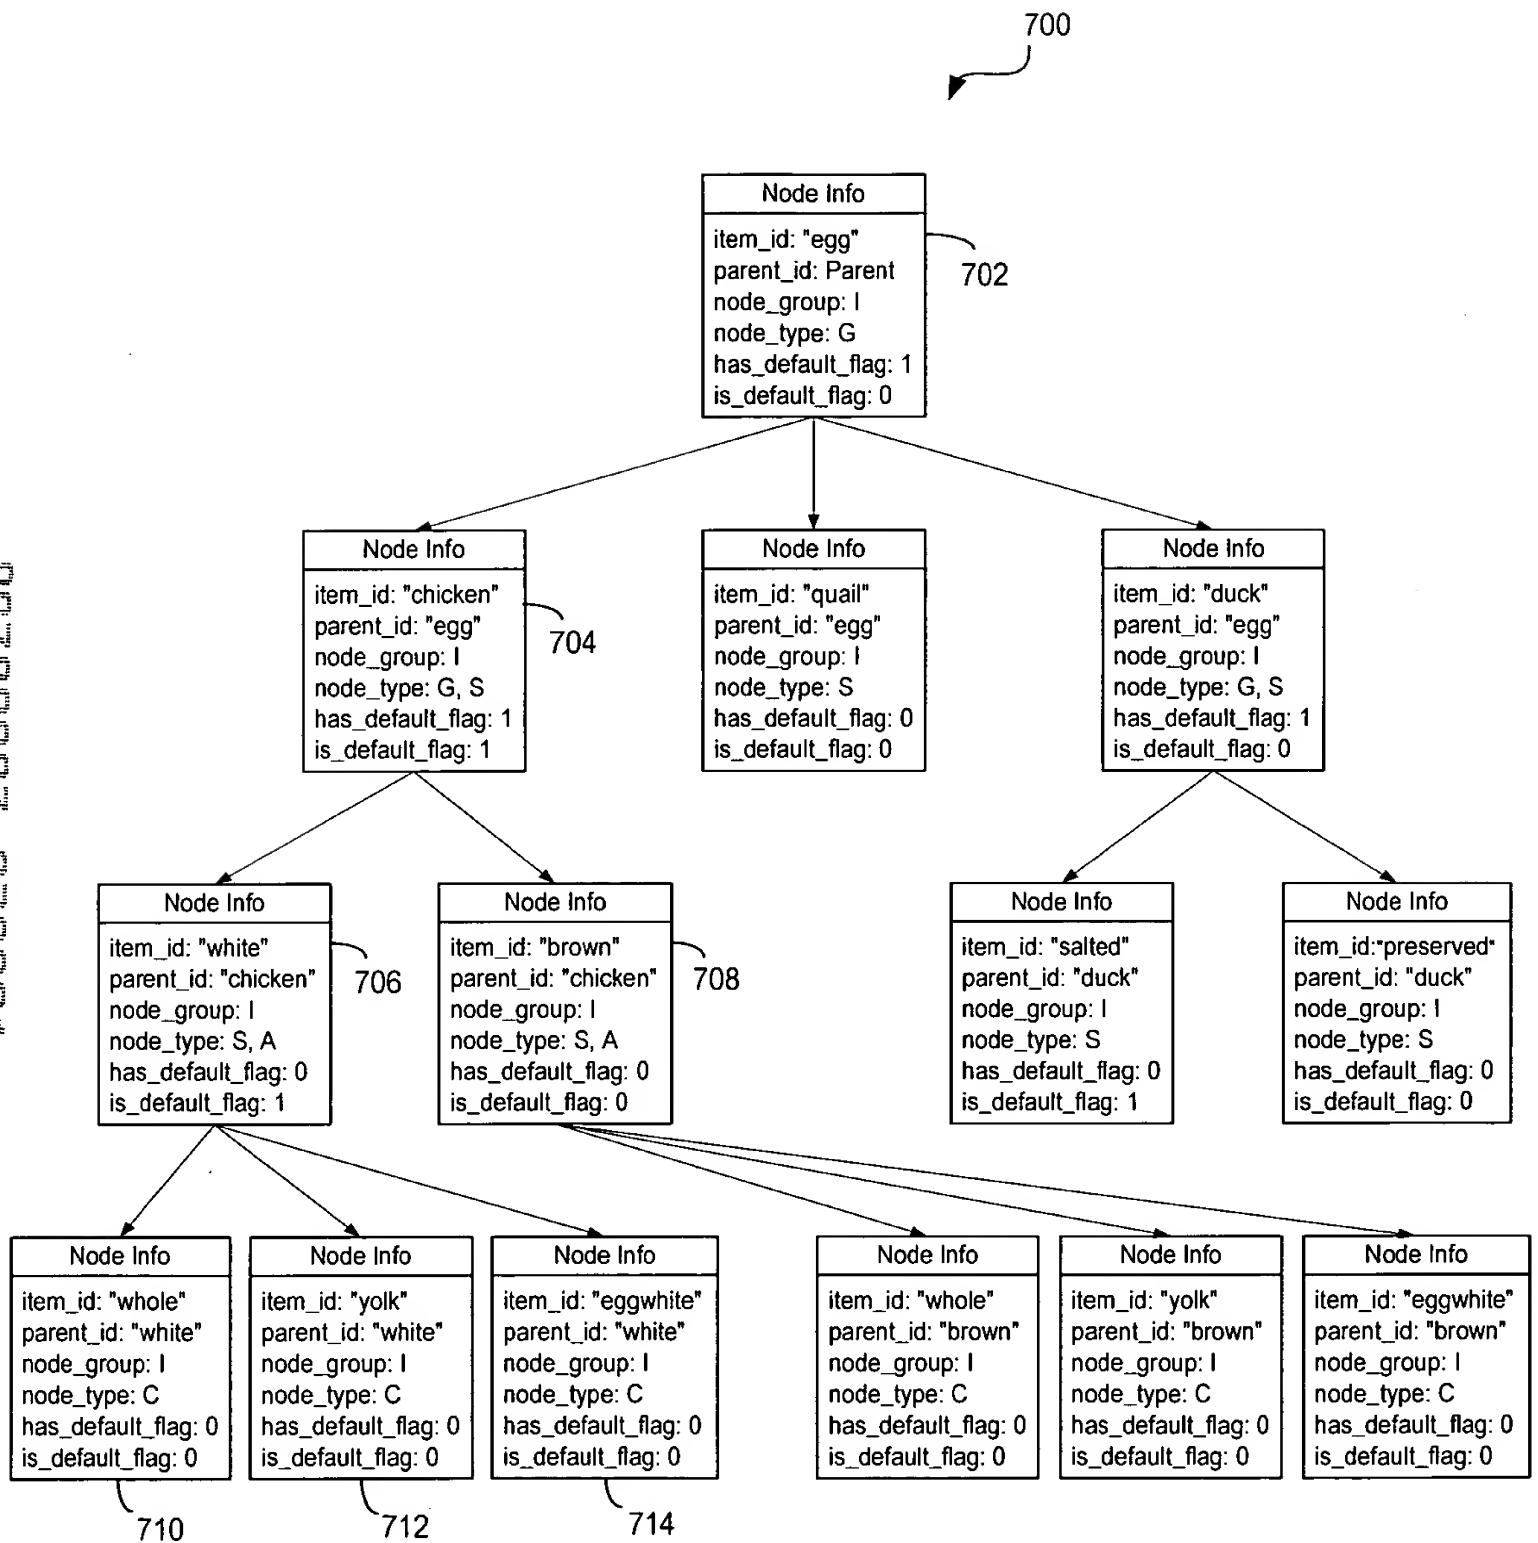 700
Node Info
item_id: "egg"
parent_id: Parent
node_group: I
node_type: G
has_default_flag: 1
is_default_flag: 0
702
Node Info
item_id: "chicken"
parent_id: "egg"
node_group: I
node_type: G, S
has_default_flag: 1
is_default_flag: 1
704
Node Info
item_id: "quail"
parent_id: "egg"
node_group: I
node_type: S
has_default_flag: 0
is_default_flag: 0
Node Info
item_id: "duck"
parent_id: "egg"
node_group: I
node_type: G, S
has_default_flag: 1
is_default_flag: 0
Node Info
item_id: "white"
parent_id: "chicken"
node_group: I
node_type: S, A
has_default_flag: 0
is_default_flag: 1
706
Node Info
item_id: "brown"
parent_id: "chicken"
node_group: I
node_type: S, A
has_default_flag: 0
is_default_flag: 0
708
Node Info
item_id: "salted"
parent_id: "duck"
node_group: I
node_type: S
has_default_flag: 0
is_default_flag: 1
Node Info
item_id:"preserved"
parent_id: "duck"
node_group: I
node_type: S
has_default_flag: 0
is_default_flag: 0
Node Info
item_id: "whole"
parent_id: "white"
node_group: I
node_type: C
has_default_flag: 0
is_default_flag: 0
710
Node Info
item_id: "yolk"
parent_id: "white"
node_group: I
node_type: C
has_default_flag: 0
is_default_flag: 0
712
Node Info
item_id: "eggwhite"
parent_id: "white"
node_group: I
node_type: C
has_default_flag: 0
is_default_flag: 0
714
Node Info
item_id: "whole"
parent_id: "brown"
node_group: I
node_type: C
has_default_flag: 0
is_default_flag: 0
Node Info
item_id: "yolk"
parent_id: "brown"
node_group: I
node_type: C
has_default_flag: 0
is_default_flag: 0
Node Info
item_id: "eggwhite"
parent_id: "brown"
node_group: I
node_type: C
has_default_flag: 0
is_default_flag: 0